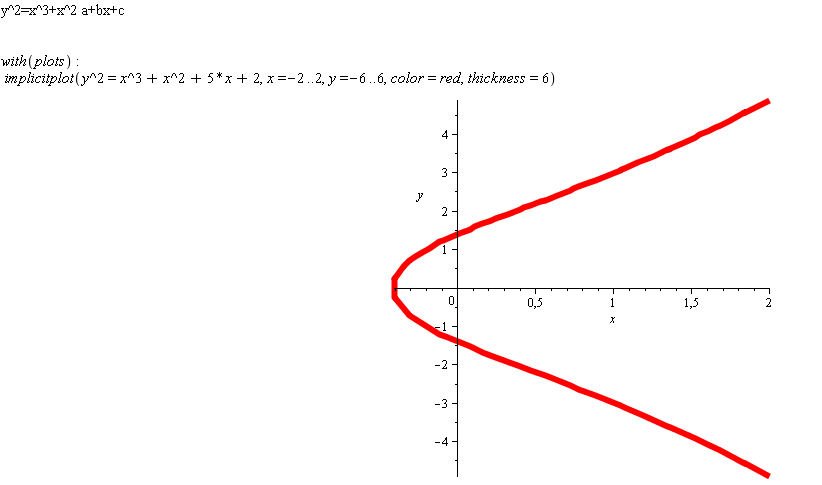 y^2=x^3+x^2 a+bx+c
with(plots) :
implicitplot(y^2 = x^3 + x^2 + 5*x + 2, x =−2 ..2, y =−6 ..6, color = red, thickness = 6)
4
3
y
2
1
0 0,5 1 1,5 2
x
−1
−2
−3
−4